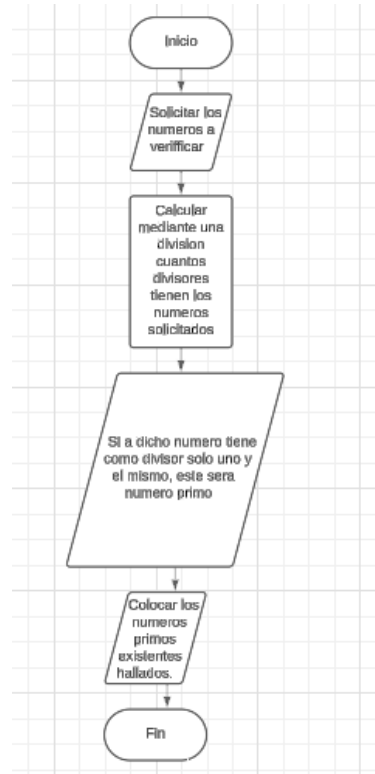 Inicio
Solicitar los
numeros a
verifficar
Calcular
mediante una
division
cuantos
divisores
tienen los
numeros
solicitados
Si a dicho numero tiene
como divisor solo uno y
el mismo, este sera
numero primo
Colocar los
numeros
primos
existentes
hallados.
Fin